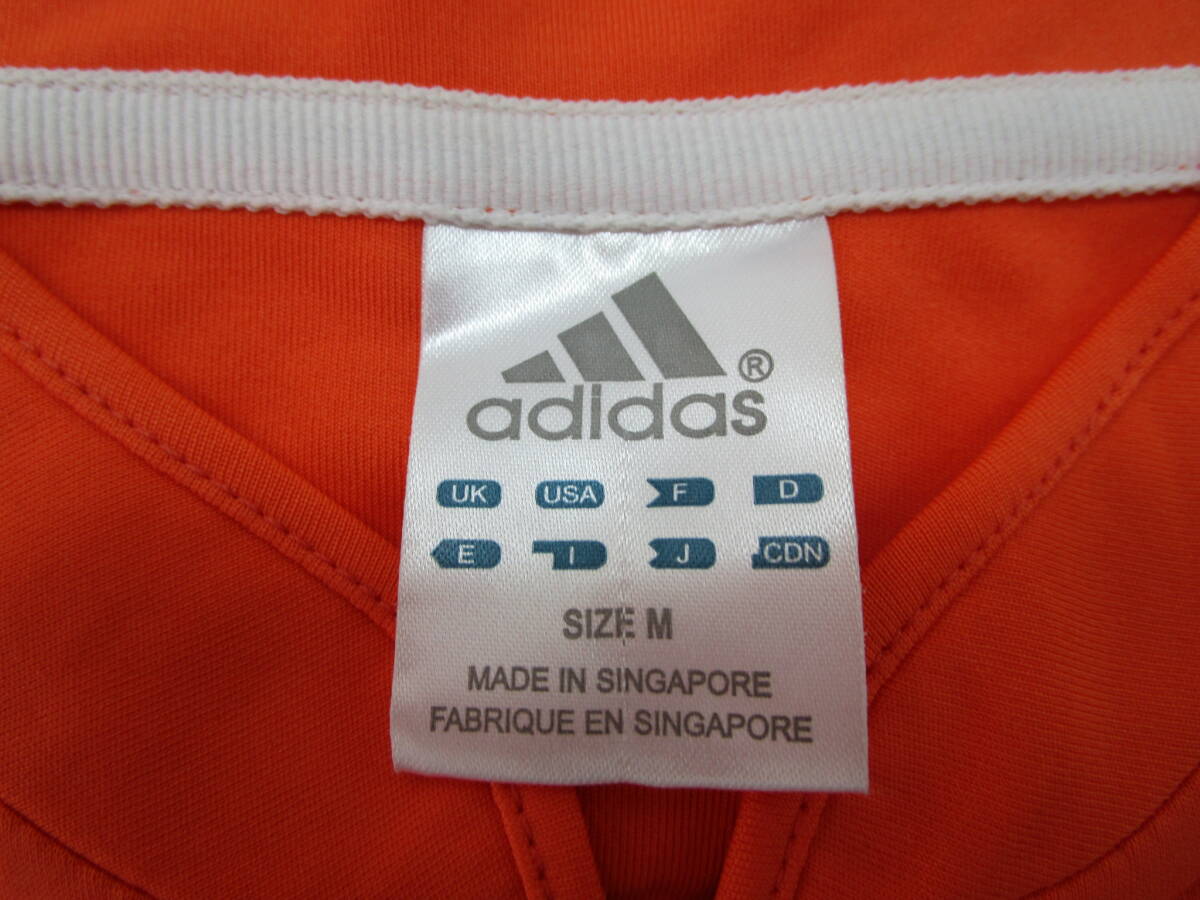 adidas®
UK USA F D
E I J CDN
SIZE M
MADE IN SINGAPORE
FABRIQUE EN SINGAPORE